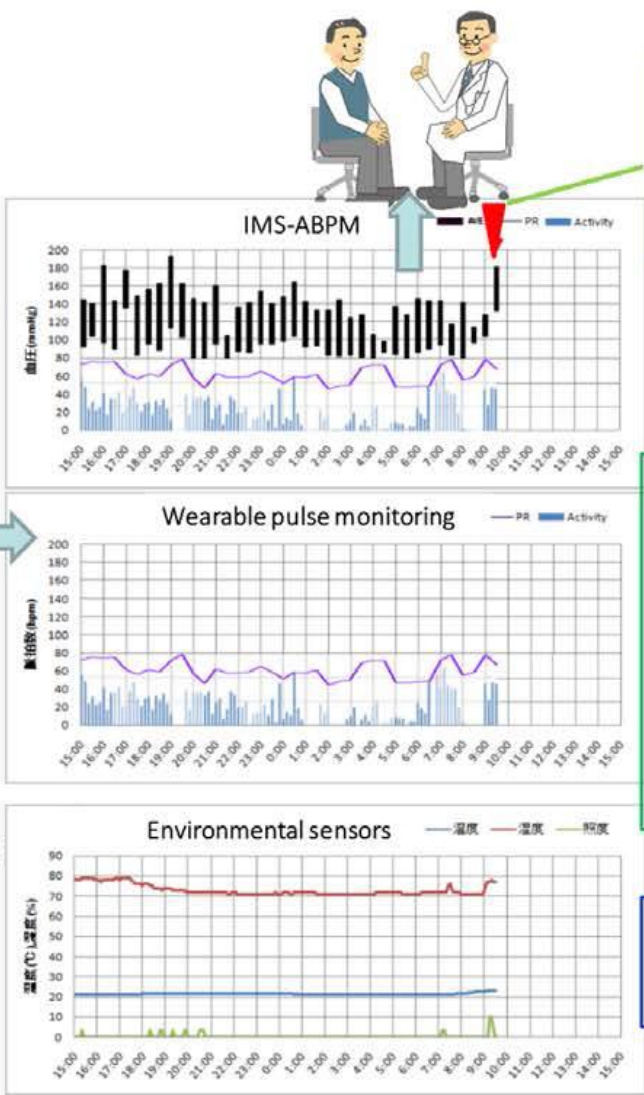 IMS-ABPM
血圧 PR Activity
血圧(mmHg)
200
180
160
140
120
100
80
60
40
20
0
15:00 16:00 17:00 18:00 19:00 20:00 21:00 22:00 23:00 0:00 1:00 2:00 3:00 4:00 5:00 6:00 7:00 8:00 9:00 10:00 11:00 12:00 13:00 14:00 15:00
Wearable pulse monitoring
PR Activity
脈拍数(bpm)
200
180
160
140
120
100
80
60
40
20
0
15:00 16:00 17:00 18:00 19:00 20:00 21:00 22:00 23:00 0:00 1:00 2:00 3:00 4:00 5:00 6:00 7:00 8:00 9:00 10:00 11:00 12:00 13:00 14:00 15:00
Environmental sensors
温度 湿度 照度
温度(℃),湿度(%)
90
80
70
60
50
40
30
20
10
0
15:00 16:00 17:00 18:00 19:00 20:00 21:00 22:00 23:00 0:00 1:00 2:00 3:00 4:00 5:00 6:00 7:00 8:00 9:00 10:00 11:00 12:00 13:00 14:00 15:00